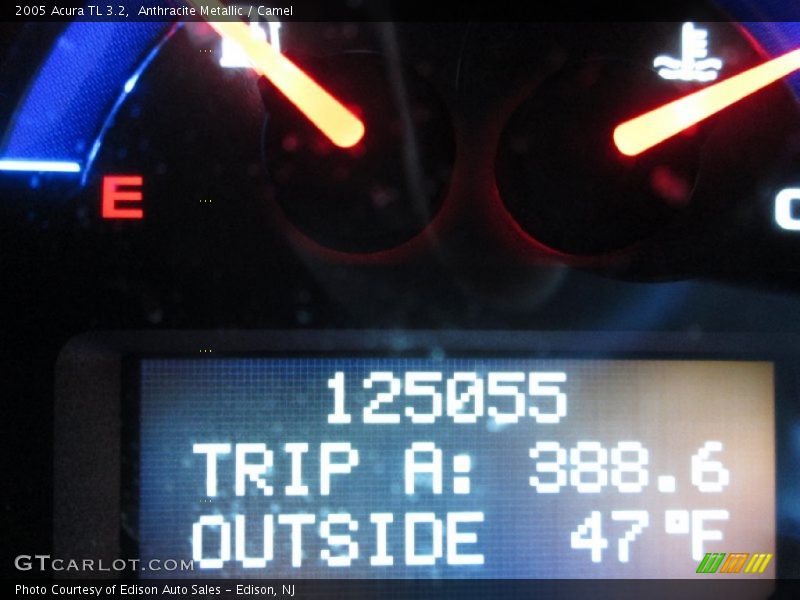 2005 Acura TL 3.2,  Anthracite Metallic / Camel
E
C
125055
TRIP A: 388.6
OUTSIDE 47°F
GTCARLOT.COM
Photo Courtesy of Edison Auto Sales - Edison, NJ